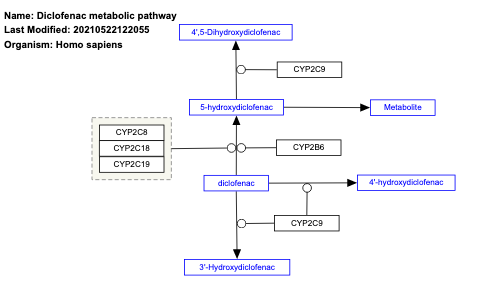 Name: Diclofenac metabolic pathway
Last Modified: 20210522122055
Organism: Homo sapiens
4',5-Dihydroxydiclofenac
CYP2C9
5-hydroxydiclofenac
Metabolite
CYP2C8
CYP2C18
CYP2C19
CYP2B6
diclofenac
4'-hydroxydiclofenac
CYP2C9
3'-Hydroxydiclofenac